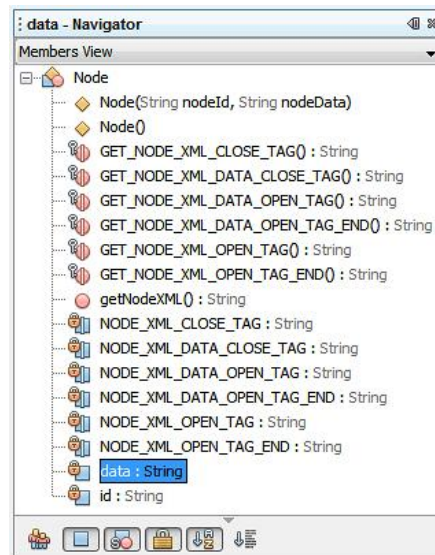 data - Navigator
Members View
Node
Node(String nodeId, String nodeData)
Node()
GET_NODE_XML_CLOSE_TAG() : String
GET_NODE_XML_DATA_CLOSE_TAG() : String
GET_NODE_XML_DATA_OPEN_TAG() : String
GET_NODE_XML_DATA_OPEN_TAG_END() : String
GET_NODE_XML_OPEN_TAG() : String
GET_NODE_XML_OPEN_TAG_END() : String
getNodeXML() : String
NODE_XML_CLOSE_TAG : String
NODE_XML_DATA_CLOSE_TAG : String
NODE_XML_DATA_OPEN_TAG : String
NODE_XML_DATA_OPEN_TAG_END : String
NODE_XML_OPEN_TAG : String
NODE_XML_OPEN_TAG_END : String
data : String
id : String